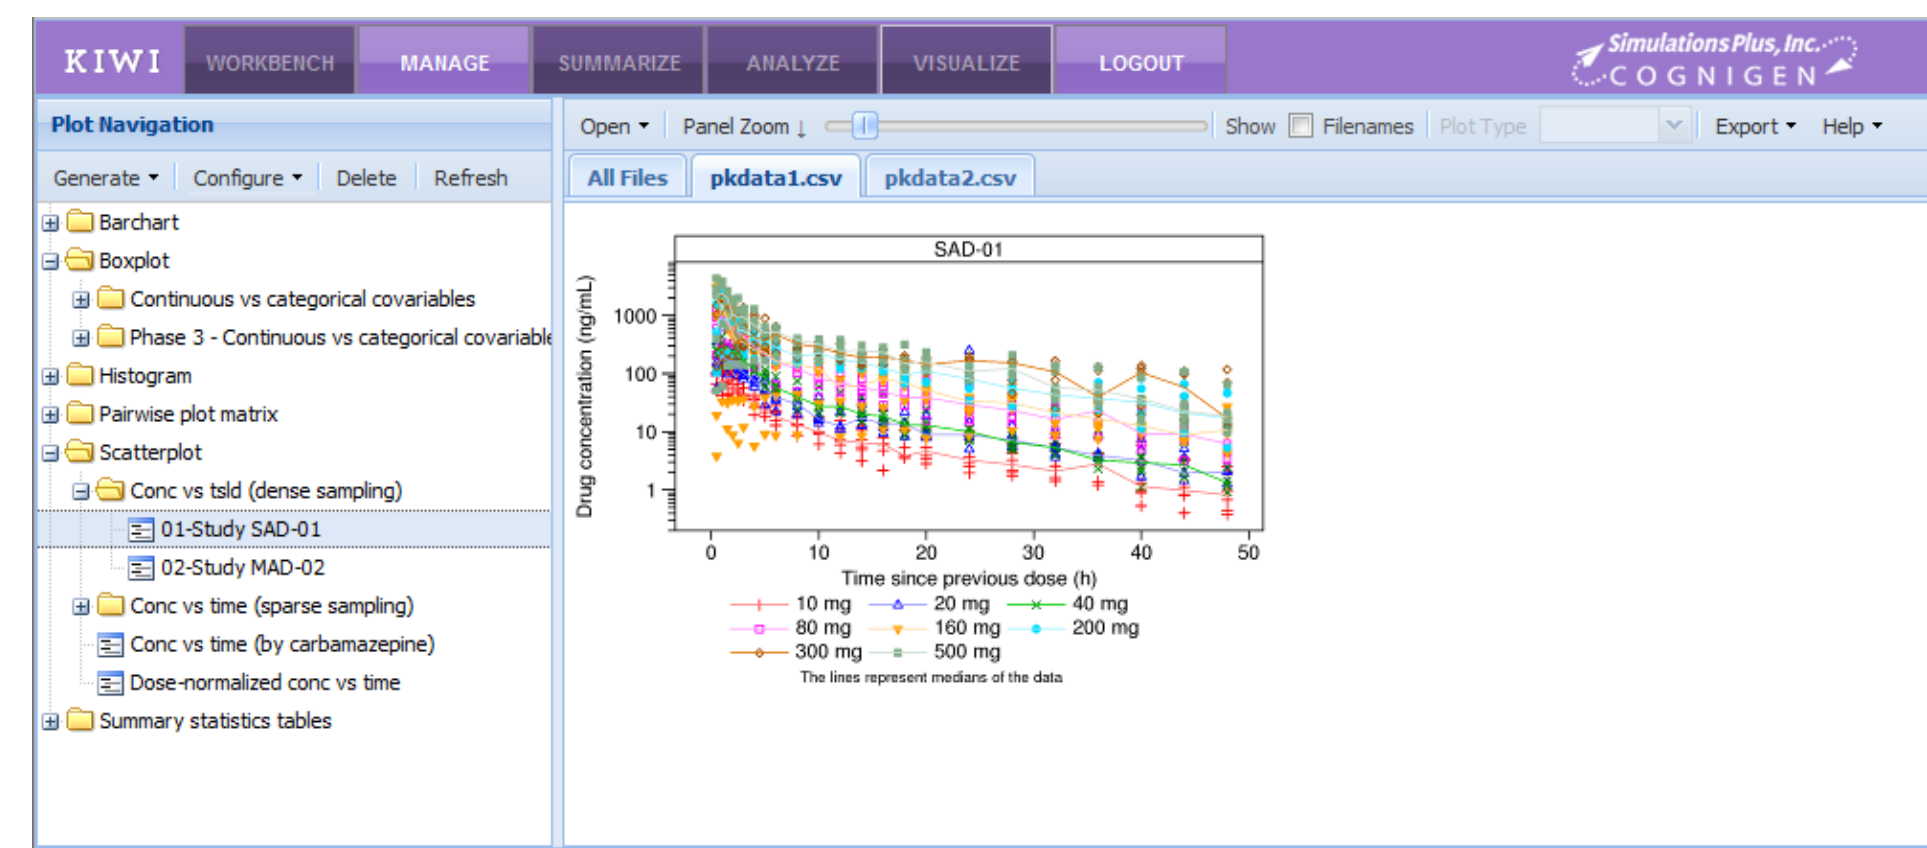 KIWI WORKBENCH MANAGE SUMMARIZE ANALYZE VISUALIZE LOGOUT
SimulationsPlus, Inc.
COGNIGEN
Plot Navigation
Generate Configure Delete Refresh
Barchart
Boxplot
Continuous vs categorical covariables
Phase 3 - Continuous vs categorical covariable
Histogram
Pairwise plot matrix
Scatterplot
Conc vs tsld (dense sampling)
01-Study SAD-01
02-Study MAD-02
Conc vs time (sparse sampling)
Conc vs time (by carbamazepine)
Dose-normalized conc vs time
Summary statistics tables
Open Panel Zoom ↓ Show Filenames Plot Type Export Help
All Files pkdata1.csv pkdata2.csv
SAD-01
Drug concentration (ng/mL)
1000
100
10
1
0 10 20 30 40 50
Time since previous dose (h)
10 mg 20 mg 40 mg
80 mg 160 mg 200 mg
300 mg 500 mg
The lines represent medians of the data